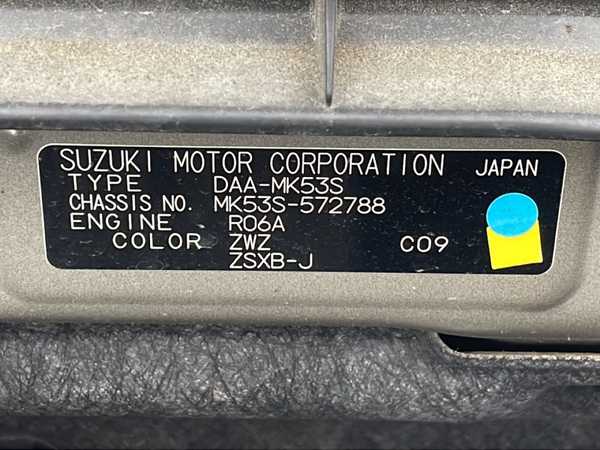 SUZUKI MOTOR CORPORATION JAPAN
TYPE DAA-MK53S
CHASSIS NO. MK53S-572788
ENGINE R06A
COLOR ZWZ C09
ZSXB-J